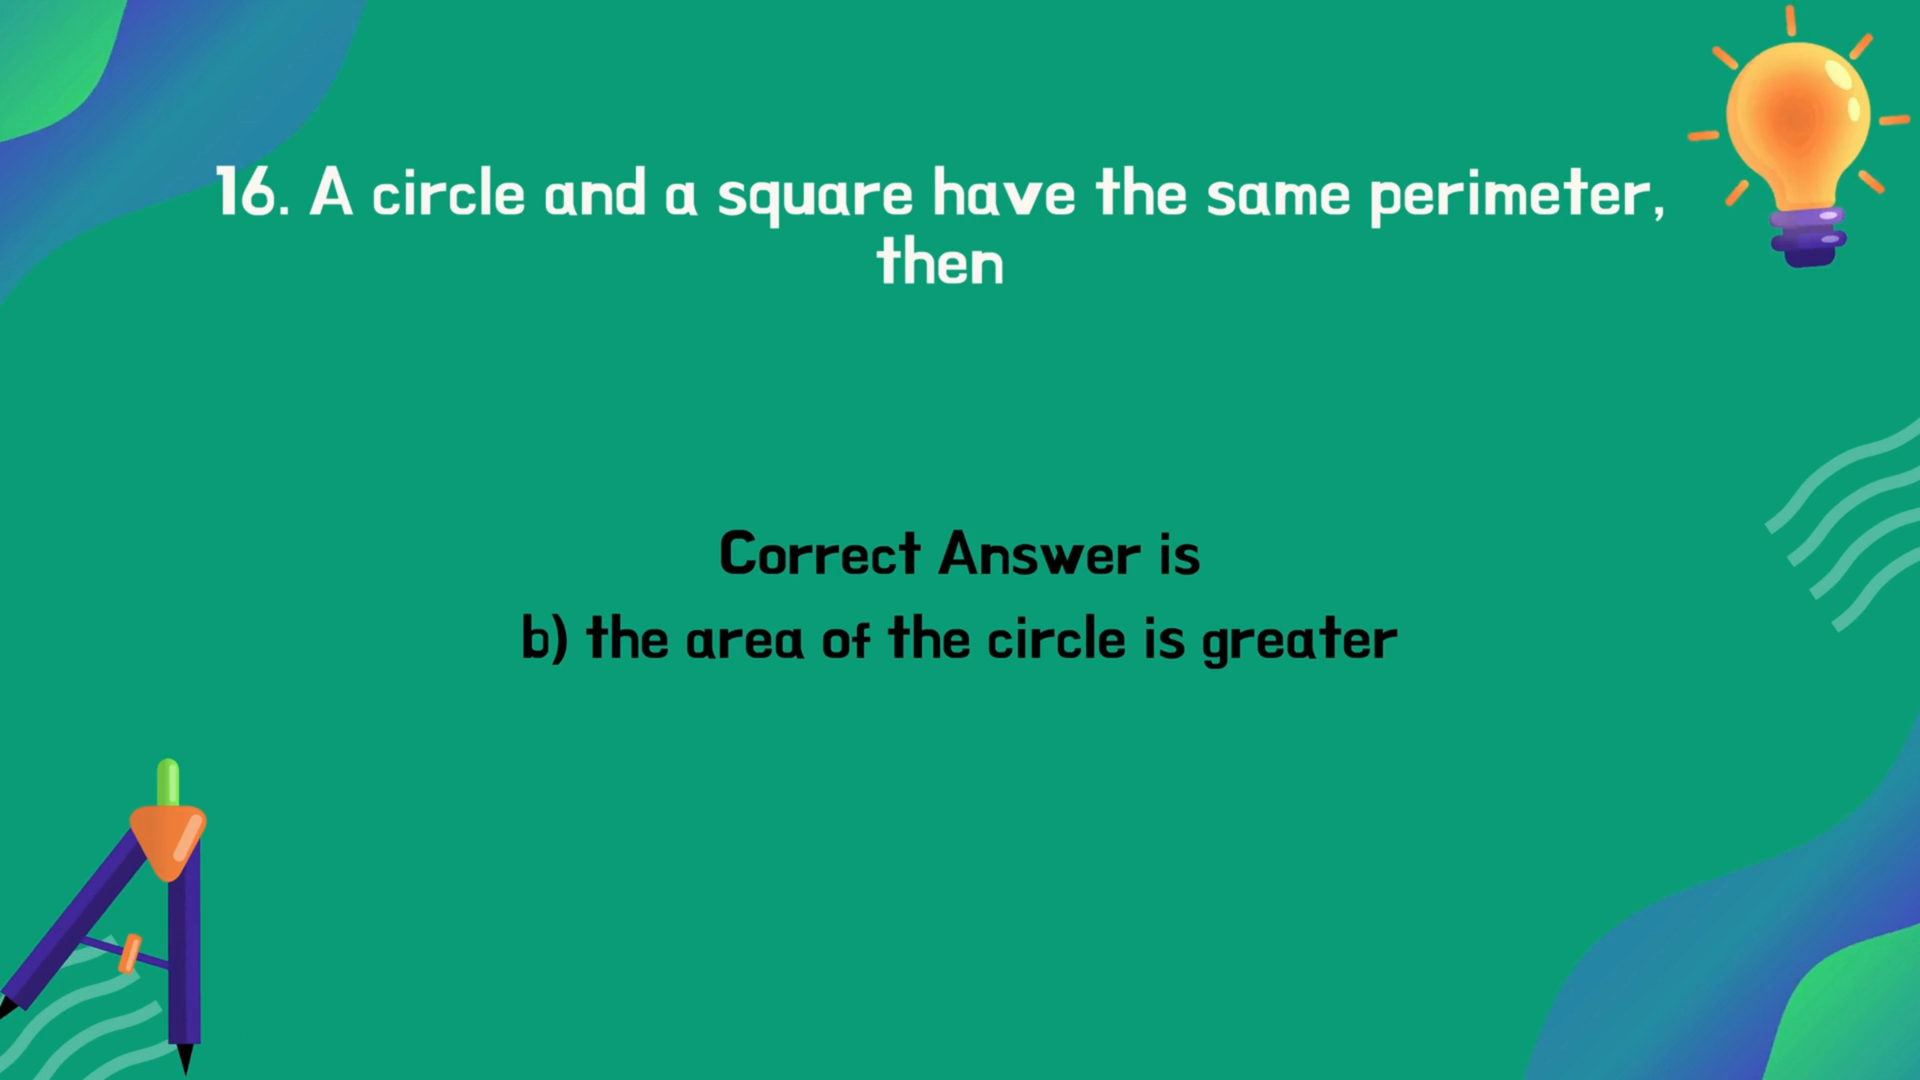 16. A circle and a square have the same perimeter,
then
Correct Answer is
b) the area of the circle is greater